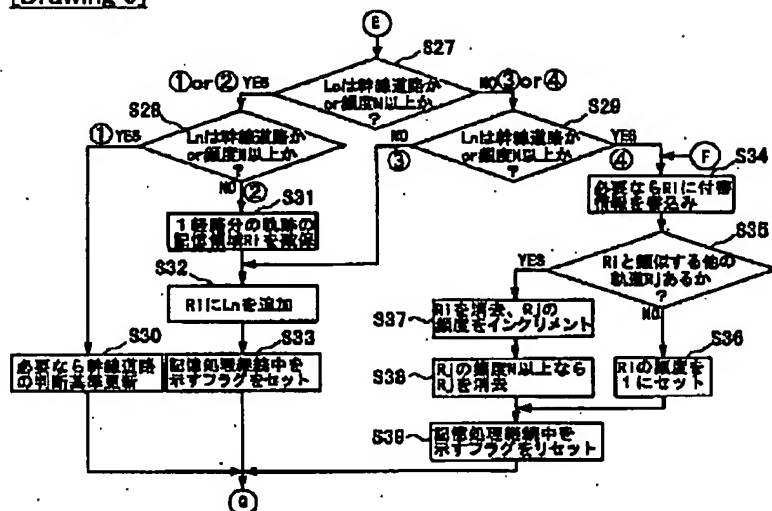 E
S27
①or② YES
Loは幹線道路か
or頻度N以上か
?
NO ③or④
S28
① YES
Lnは幹線道路か
or頻度N以上か
?
NO ②
S29
NO
③
Lnは幹線道路か
or頻度N以上か
?
YES
④
F
S34
必要ならRiに付帯
情報を書込み
S31
1経路分の軌跡の
記憶領域Riを確保
S32
RiにLnを追加
S35
YES
Riと類似する他の
軌道Rjあるか
?
NO
S37
Riを消去、Rjの
頻度をインクリメント
S30
必要なら幹線道路
の判断基準更新
S33
記憶処理継続中を
示すフラグをセット
S38
Rjの頻度N以上なら
Rjを消去
S36
Riの頻度を
1にセット
S39
記憶処理継続中を
示すフラグをリセット
G